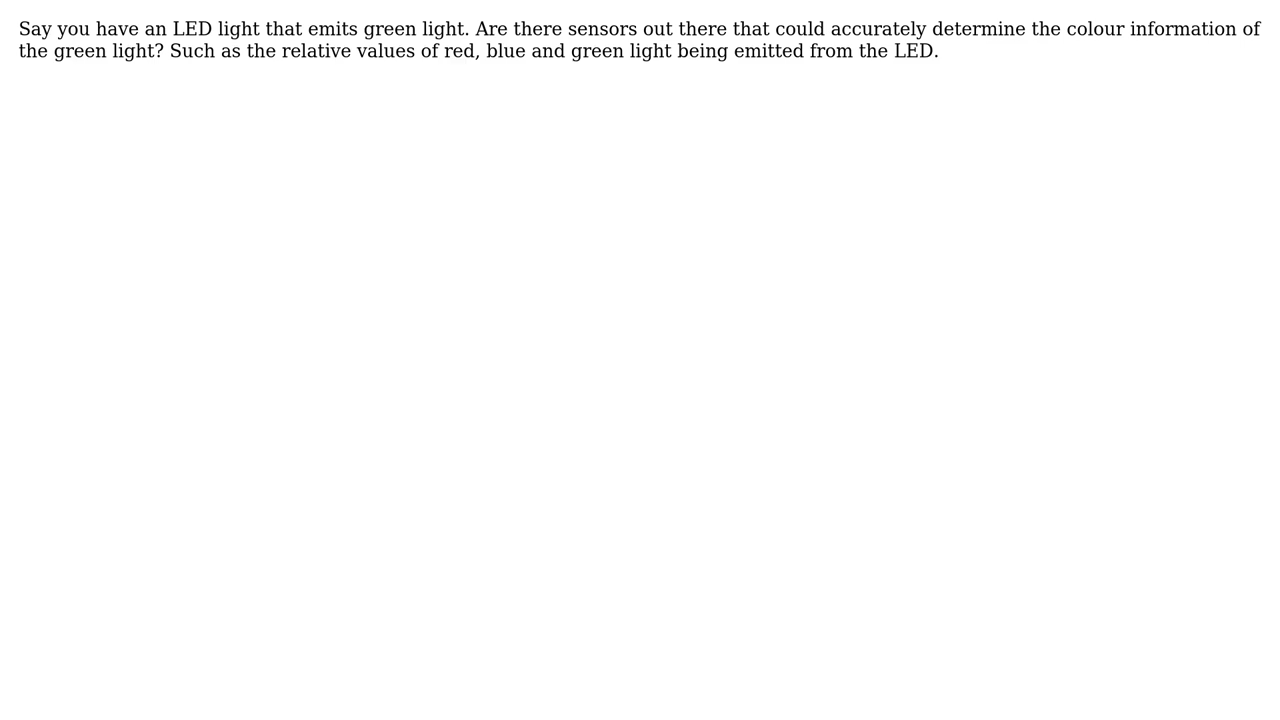 Say you have an LED light that emits green light. Are there sensors out there that could accurately determine the colour information of
the green light? Such as the relative values of red, blue and green light being emitted from the LED.